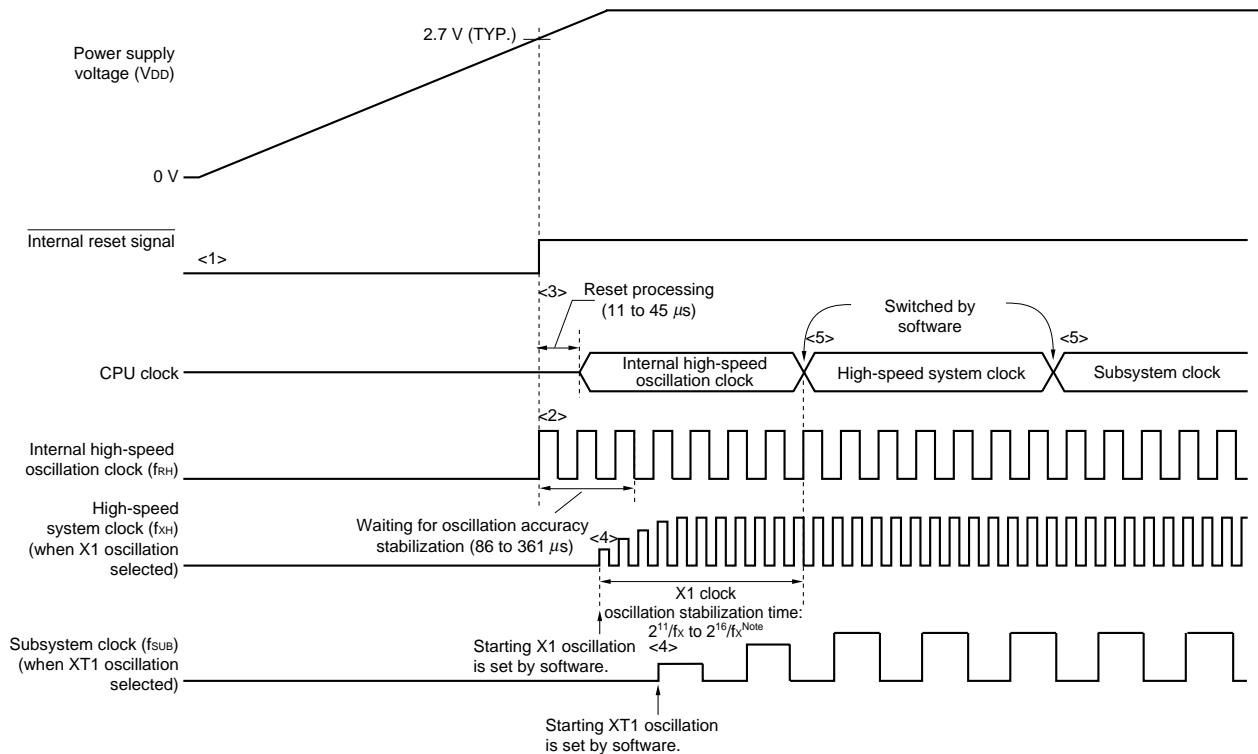 2.7 V (TYP.)
Power supply
voltage (VDD)
0 V
Internal reset signal
<1>
<3>
Reset processing
(11 to 45 µs)
Switched by
software
<5>
<5>
CPU clock
Internal high-speed
oscillation clock
High-speed system clock
Subsystem clock
<2>
Internal high-speed
oscillation clock (fRH)
High-speed
system clock (fXH)
(when X1 oscillation
selected)
Waiting for oscillation accuracy
stabilization (86 to 361 µs)
<4>
X1 clock
oscillation stabilization time:
2^11/fX to 2^16/fX^Note
Starting X1 oscillation
is set by software.
<4>
Subsystem clock (fSUB)
(when XT1 oscillation
selected)
Starting XT1 oscillation
is set by software.